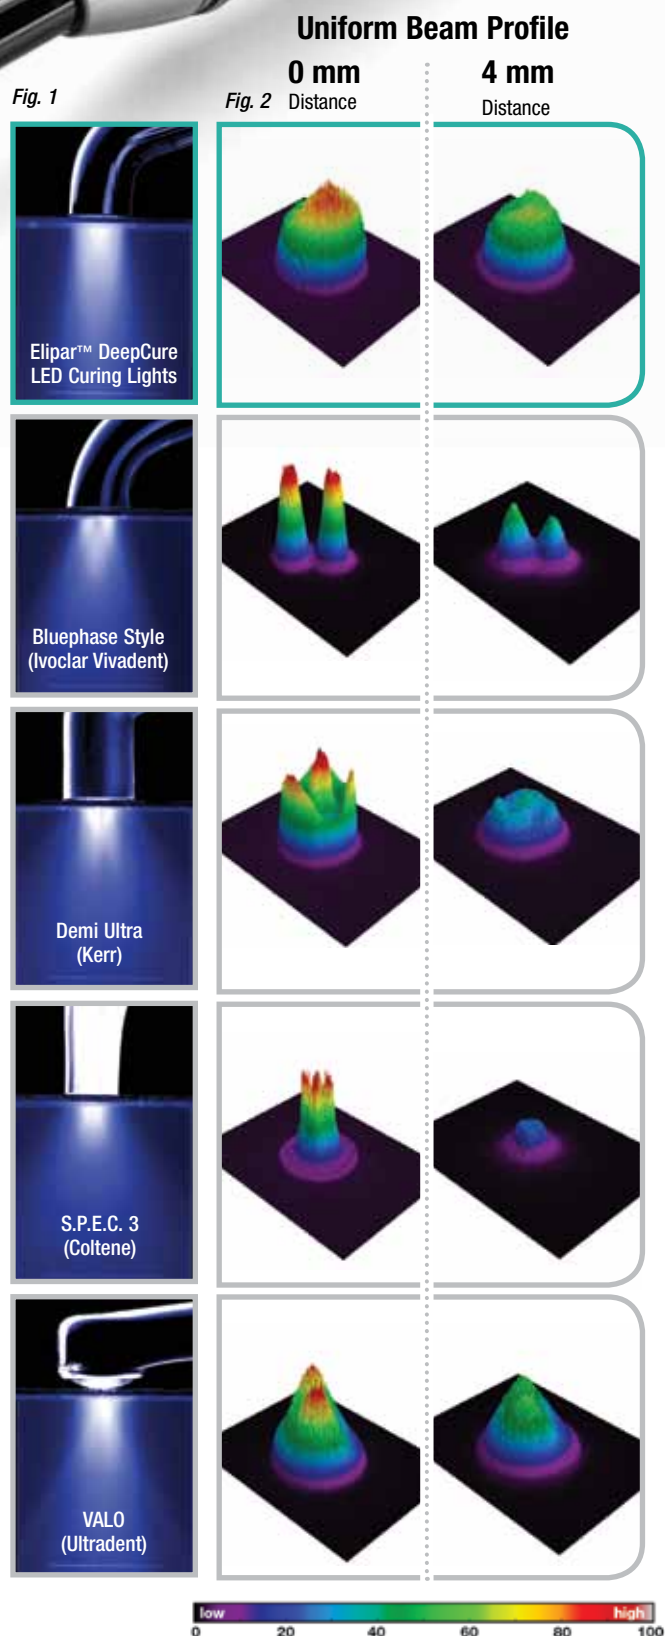 Uniform Beam Profile
0 mm
4 mm
Fig. 1
Fig. 2
Distance
Distance
Elipar™ DeepCure
LED Curing Lights
Bluephase Style
(Ivoclar Vivadent)
Demi Ultra
(Kerr)
S.P.E.C. 3
(Coltene)
VALO
(Ultradent)
low
high
0 20 40 60 80 100